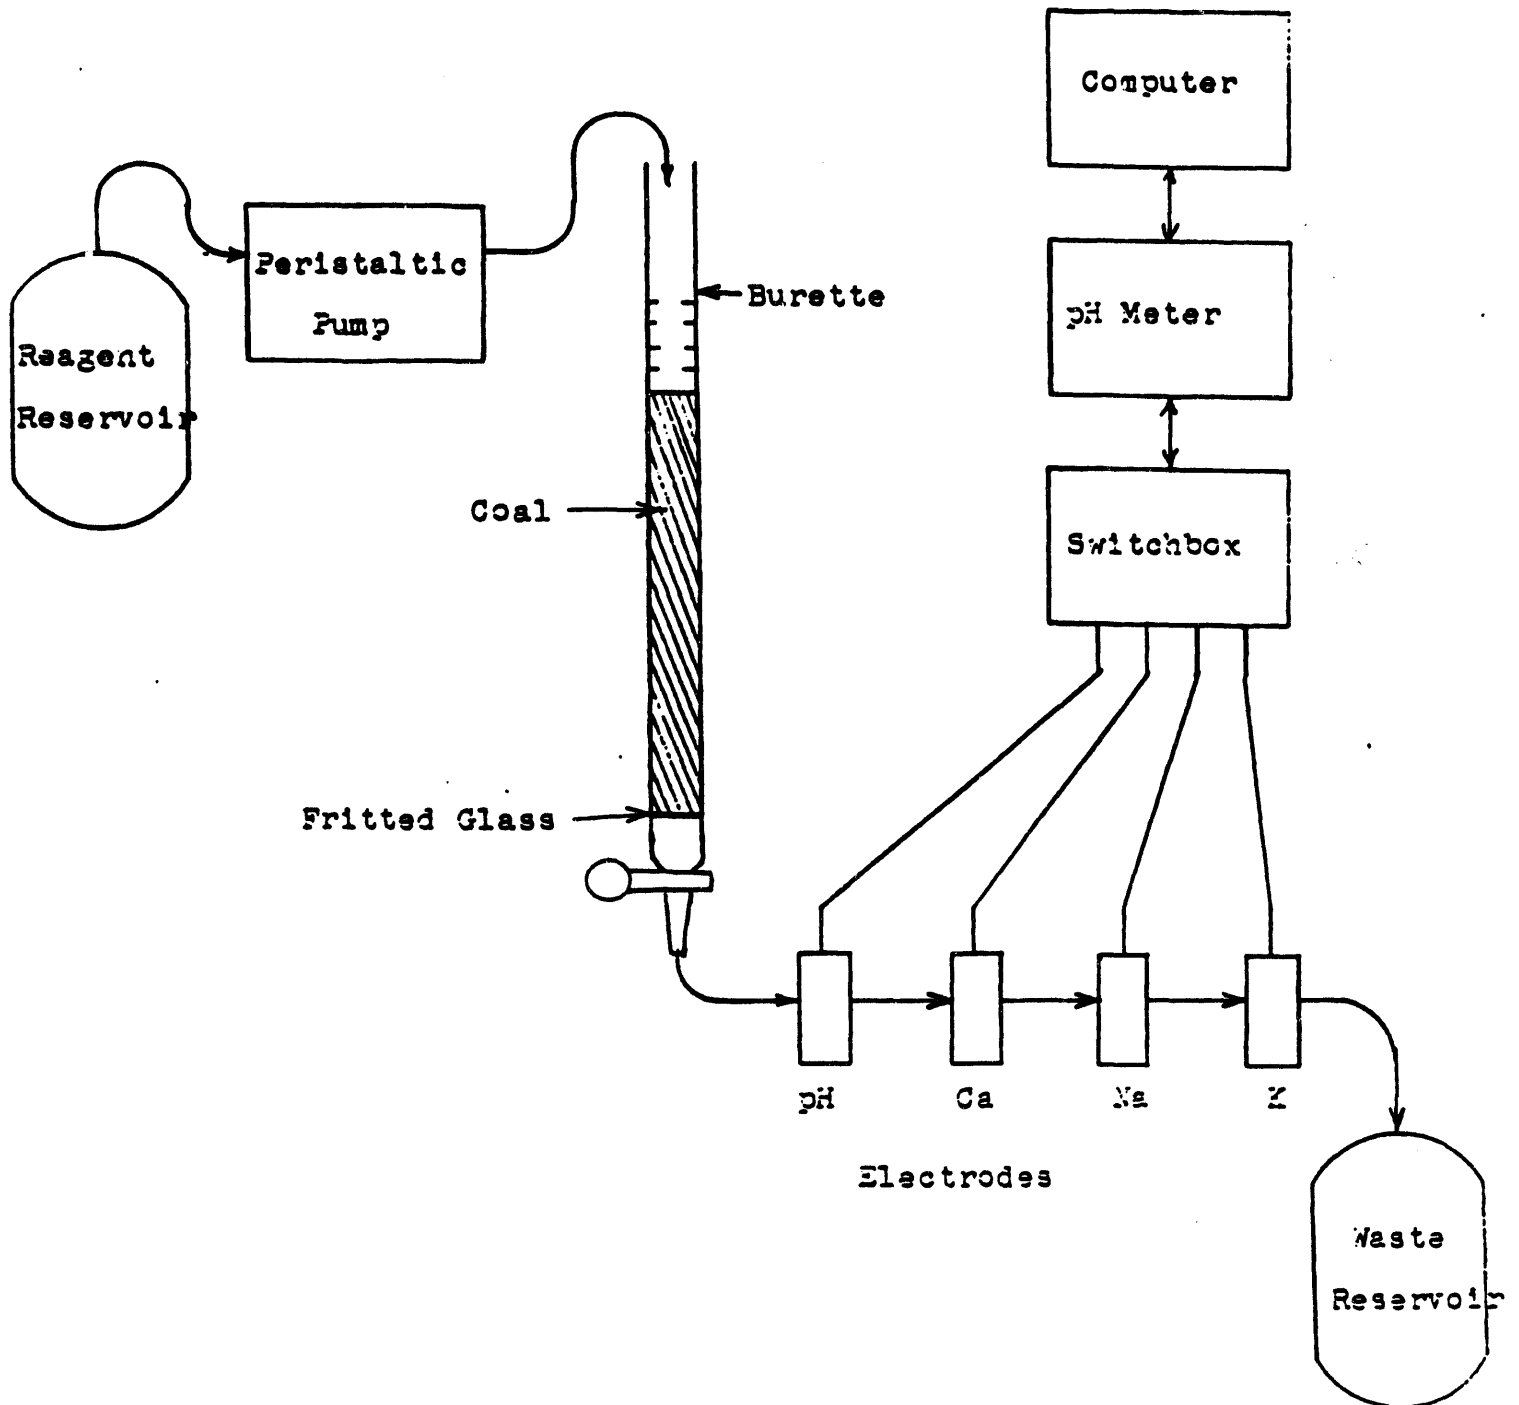 Computer
Peristaltic
Pump
Burette
pH Meter
Reagent
Reservoir
Coal
Switchbox
Fritted Glass
pH
Ca
Na
K
Electrodes
Waste
Reservoir